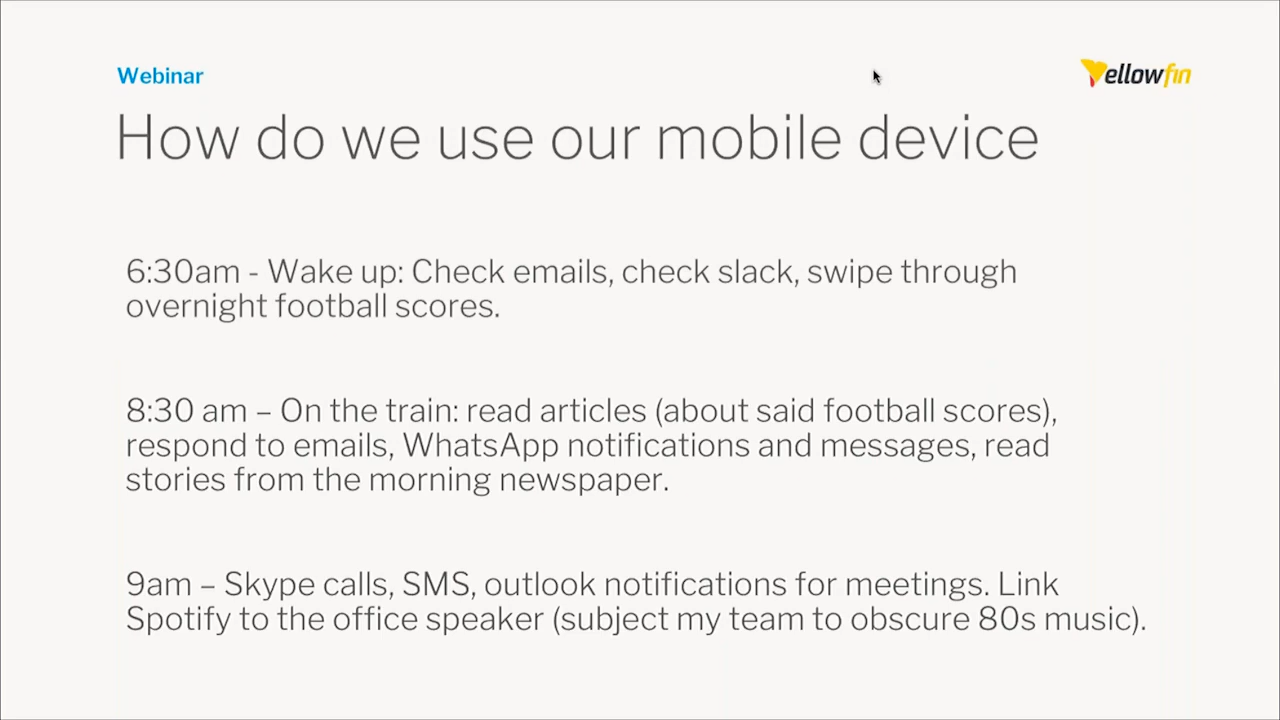 Webinar
Yellowfin
How do we use our mobile device
6:30am - Wake up: Check emails, check slack, swipe through
overnight football scores.
8:30 am – On the train: read articles (about said football scores),
respond to emails, WhatsApp notifications and messages, read
stories from the morning newspaper.
9am – Skype calls, SMS, outlook notifications for meetings. Link
Spotify to the office speaker (subject my team to obscure 80s music).